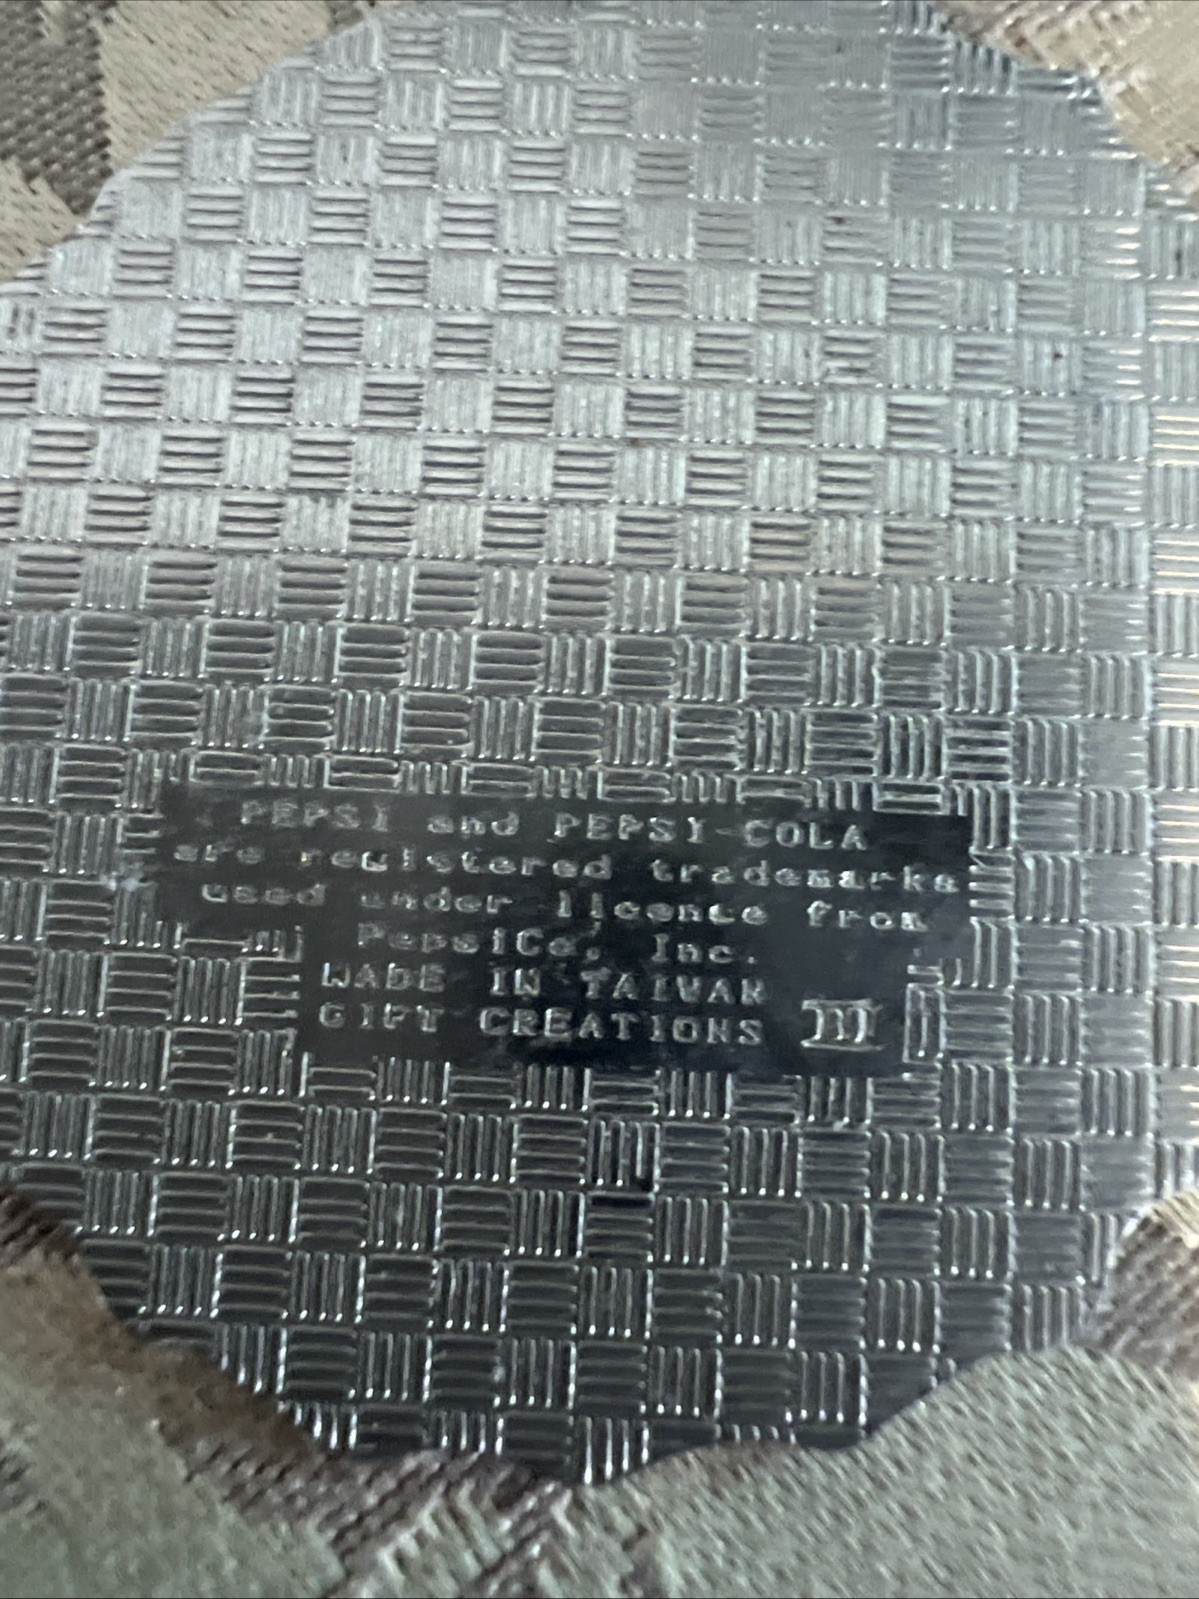 PEPSI and PEPSI-COLA
are registered trademarks
used under licence from
PepsiCo, Inc.
MADE IN TAIWAN
GIFT CREATIONS